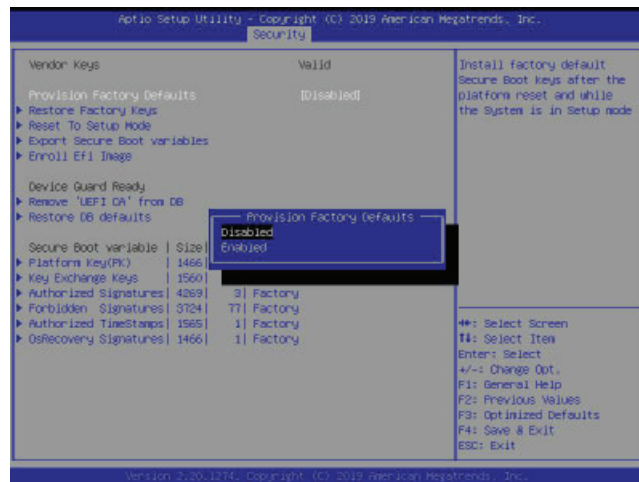 Aptio Setup Utility - Copyright (C) 2019 American Megatrends, Inc.
Security
Vendor Keys Valid
Provision Factory Defaults [Disabled]
▶ Restore Factory Keys
▶ Reset To Setup Mode
▶ Export Secure Boot variables
▶ Enroll Efi Image
Device Guard Ready
▶ Remove 'UEFI CA' from DB
▶ Restore DB defaults
Secure Boot variable | Size|
▶ Platform Key(PK) | 1466|
▶ Key Exchange Keys | 1560|
▶ Authorized Signatures| 4269| 3| Factory
▶ Forbidden Signatures| 3724| 77| Factory
▶ Authorized TimeStamps| 1565| 1| Factory
▶ OsRecovery Signatures| 1466| 1| Factory
Provision Factory Defaults
Disabled
Enabled
Install factory default
Secure Boot keys after the
platform reset and while
the System is in Setup mode
↔: Select Screen
↑↓: Select Item
Enter: Select
+/-: Change Opt.
F1: General Help
F2: Previous Values
F3: Optimized Defaults
F4: Save & Exit
ESC: Exit
Version 2.20.1274. Copyright (C) 2019 American Megatrends, Inc.